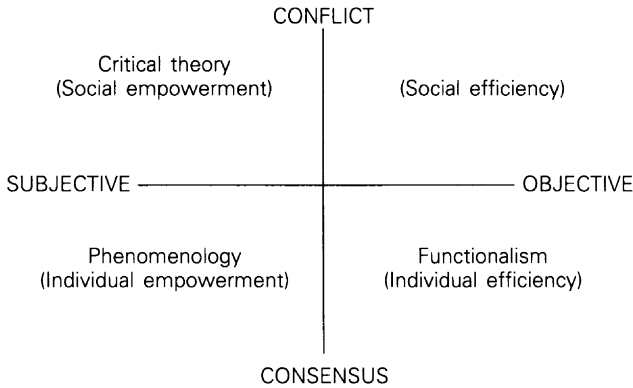 CONFLICT
Critical theory
(Social empowerment)
(Social efficiency)
SUBJECTIVE
OBJECTIVE
Phenomenology
(Individual empowerment)
Functionalism
(Individual efficiency)
CONSENSUS